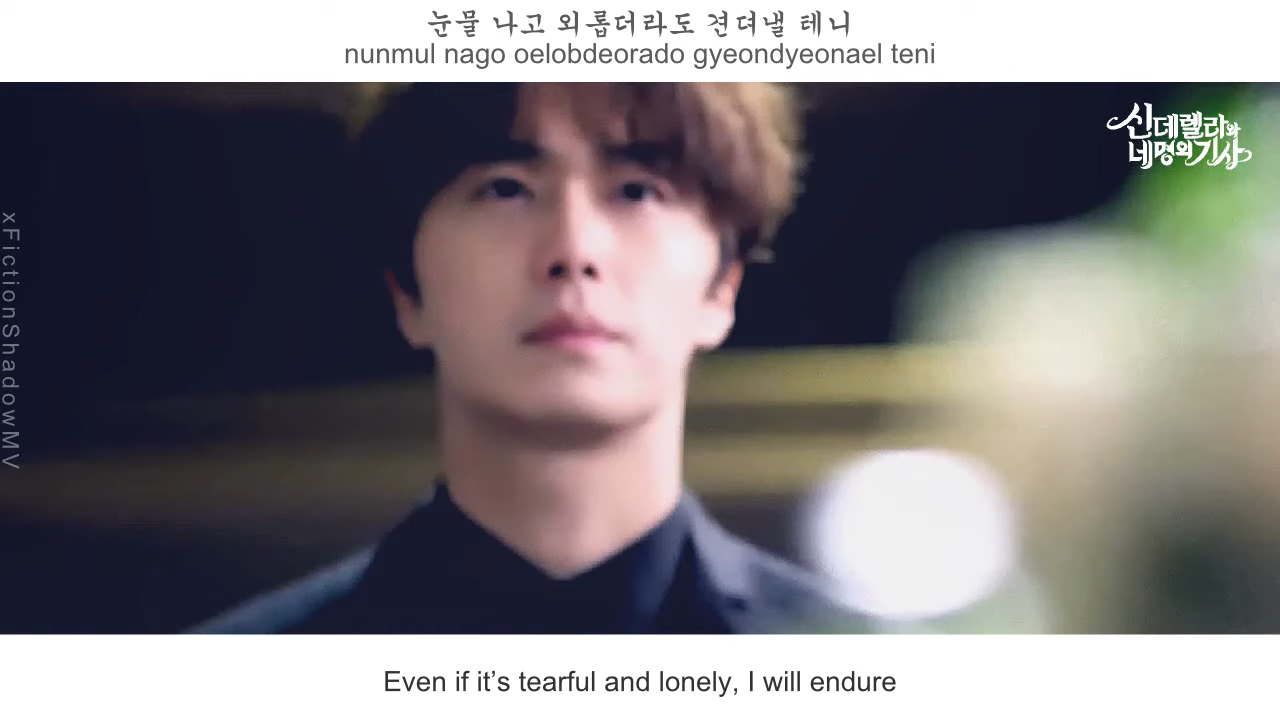 눈물 나고 외롭더라도 견뎌낼 테니
nunmul nago oelobdeorado gyeondyeonael teni
신데렐라와
네명의기사
xFictionShadowMV
Even if it’s tearful and lonely, I will endure